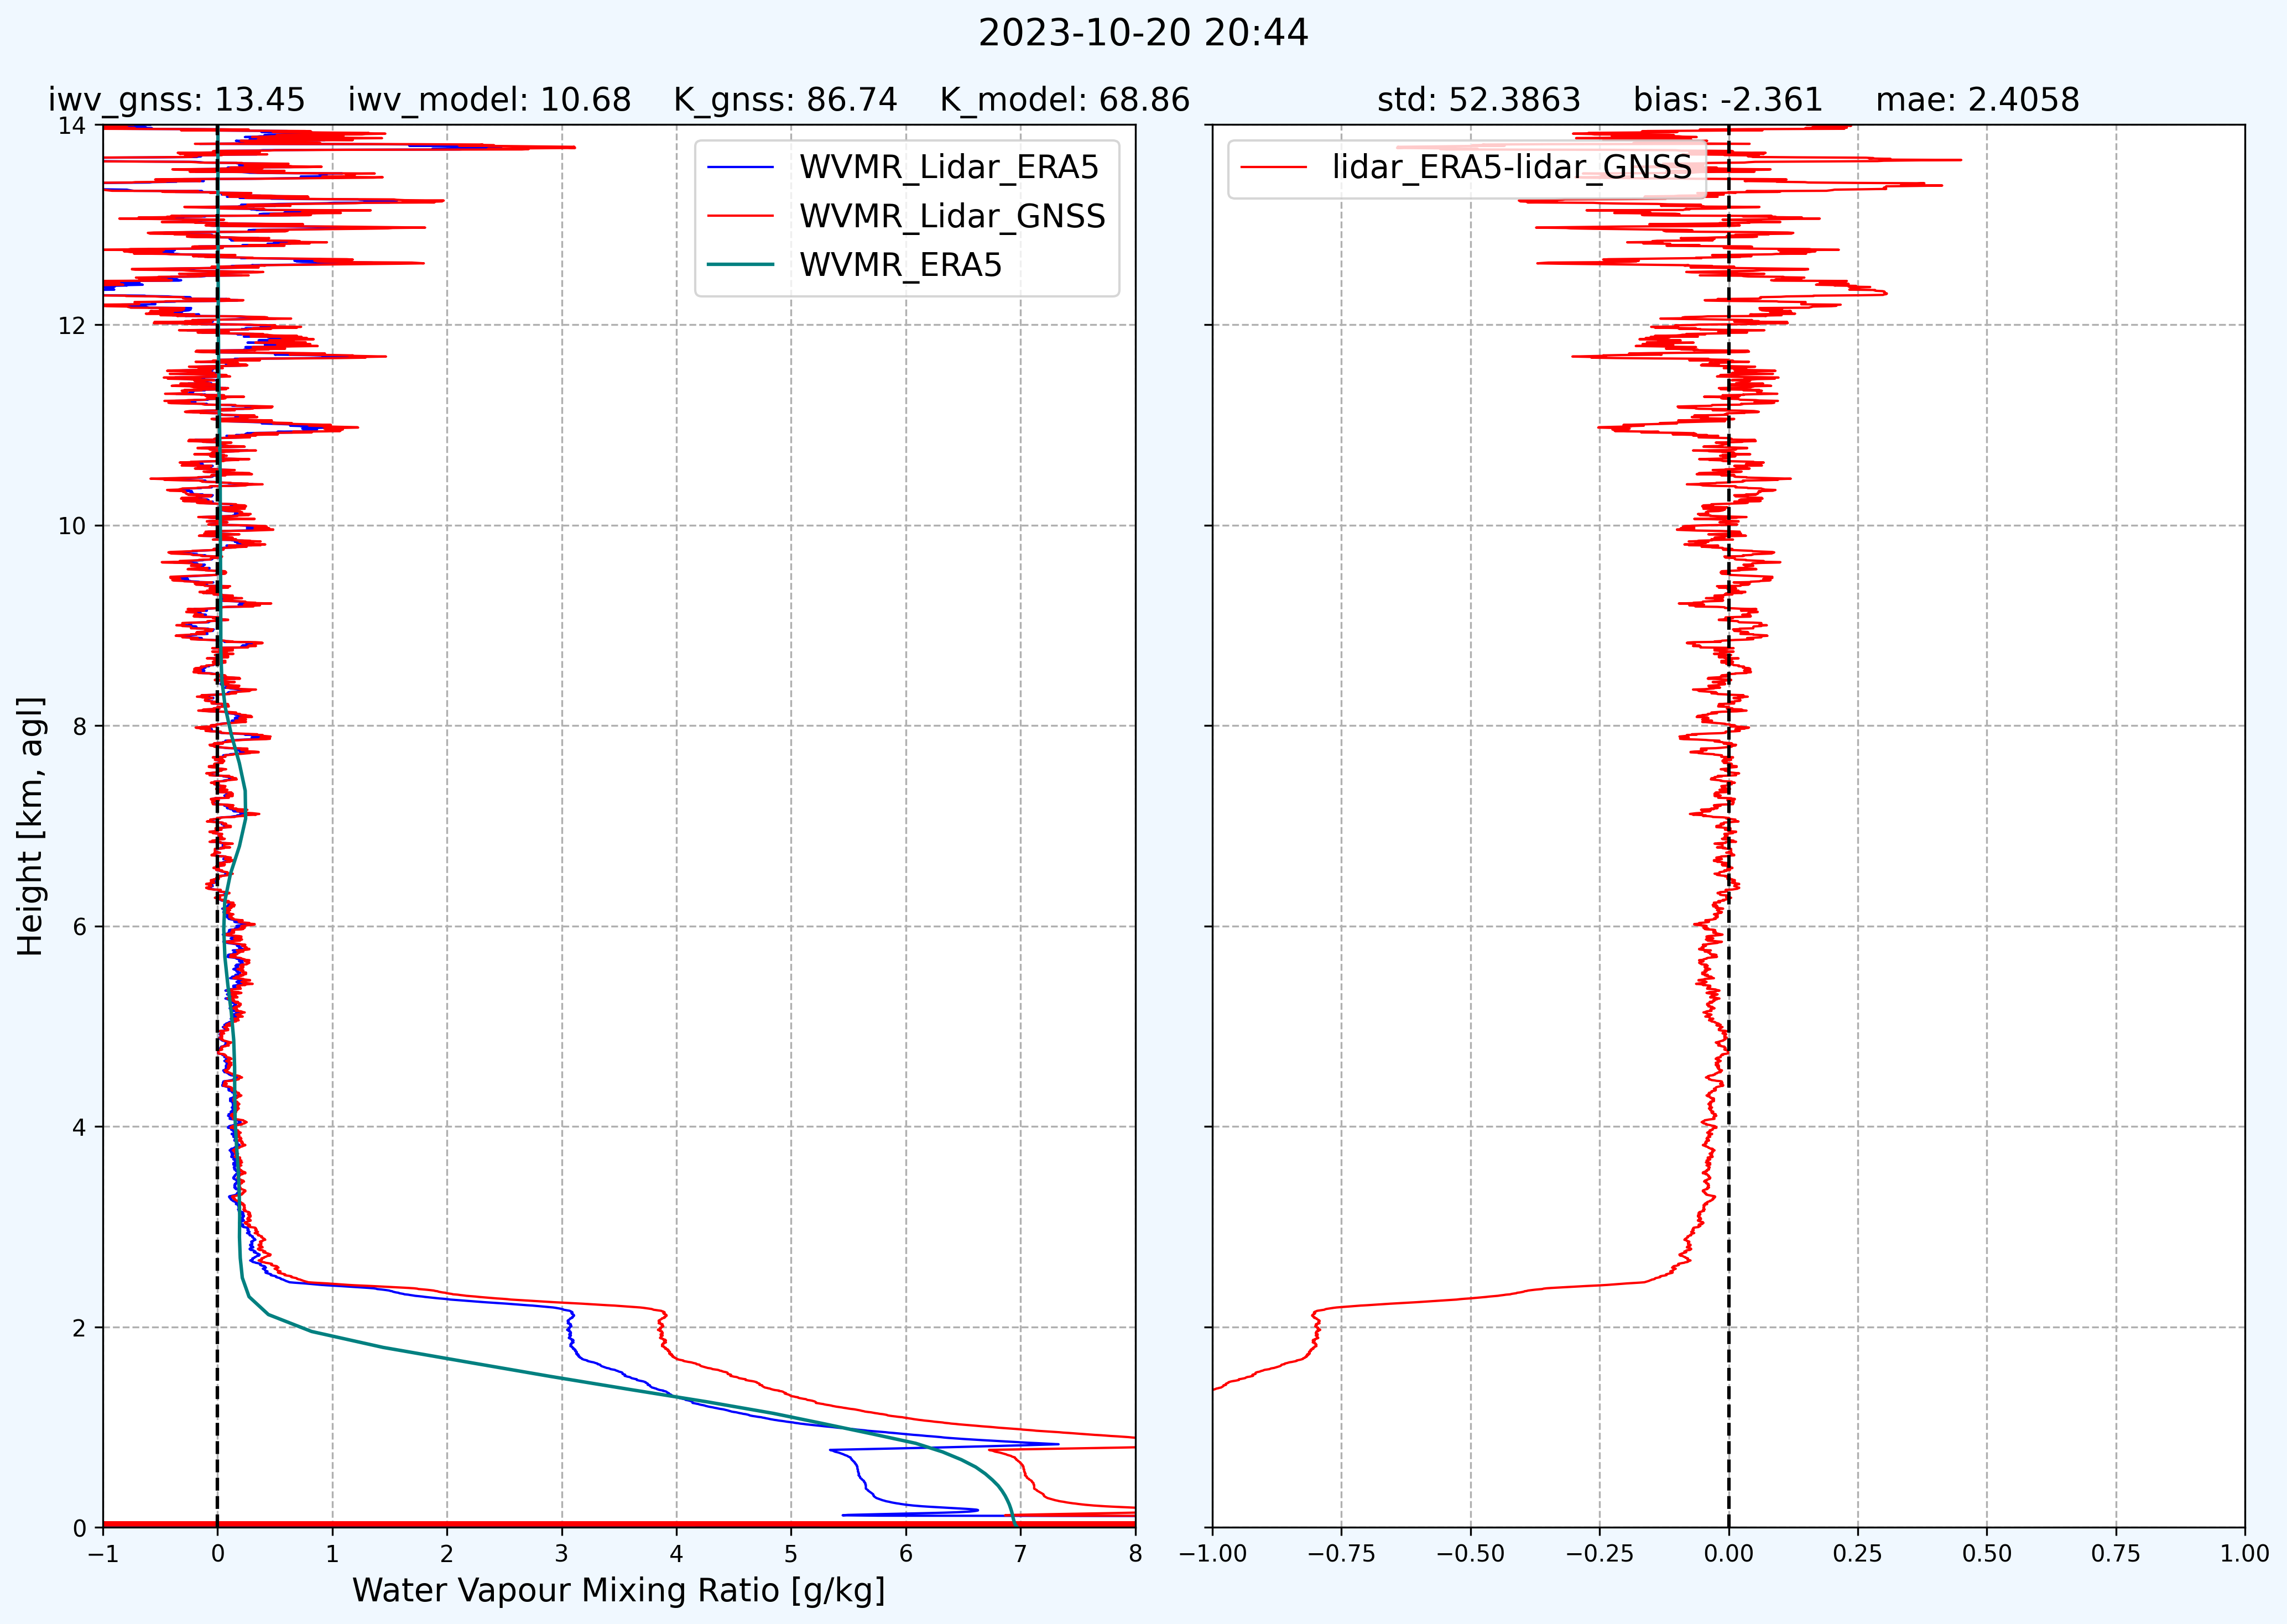 2023-10-20 20:44
iwv_gnss: 13.45 iwv_model: 10.68 K_gnss: 86.74 K_model: 68.86
std: 52.3863 bias: -2.361 mae: 2.4058
WVMR_Lidar_ERA5
WVMR_Lidar_GNSS
WVMR_ERA5
lidar_ERA5-lidar_GNSS
Height [km, agl]
14
12
10
8
6
4
2
0
−1 0 1 2 3 4 5 6 7 8
Water Vapour Mixing Ratio [g/kg]
−1.00 −0.75 −0.50 −0.25 0.00 0.25 0.50 0.75 1.00